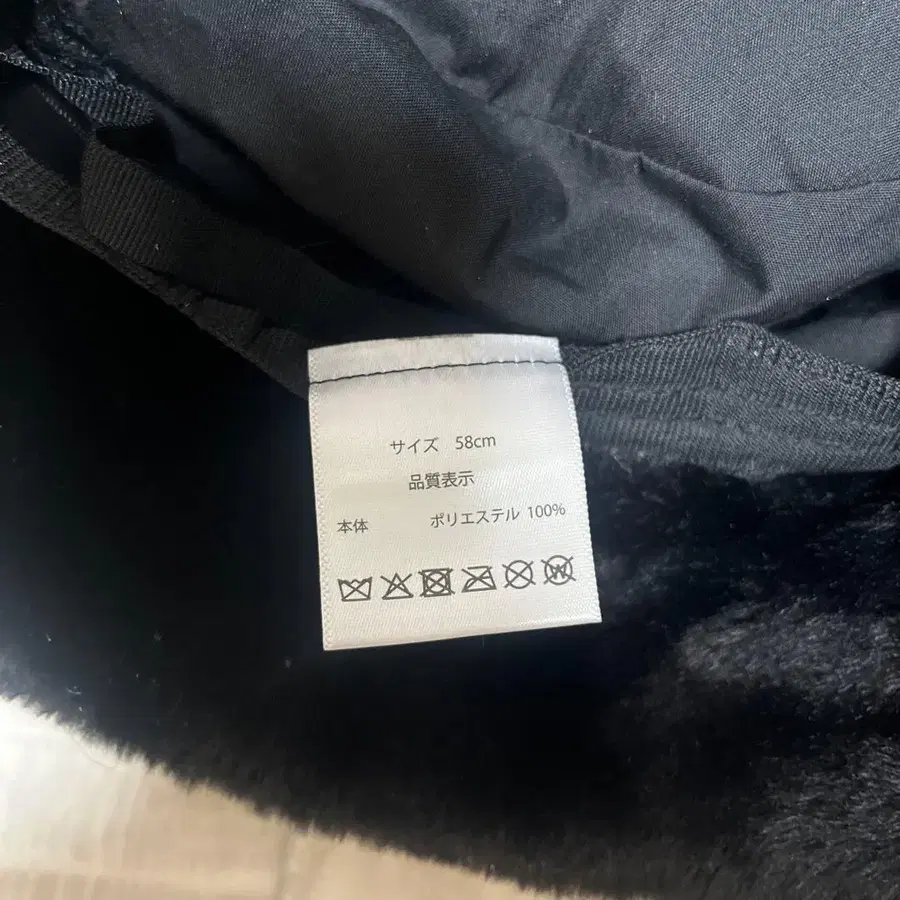 サイズ 58cm
品質表示
本体 ポリエステル 100%